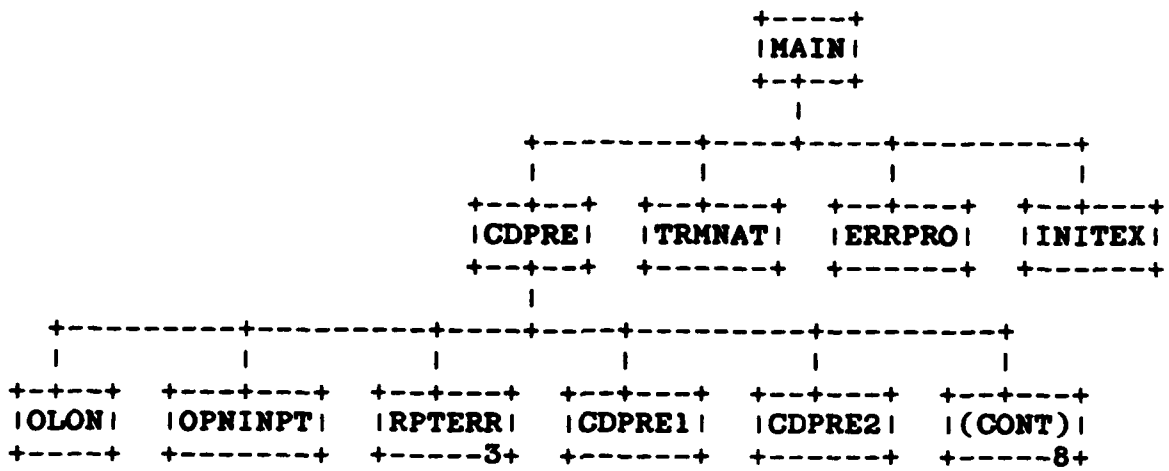 MAIN
CDPRE TRMNAT ERRPRO INITEX
OLON OPNINPT RPTERR CDPRE1 CDPRE2 (CONT)
3 8